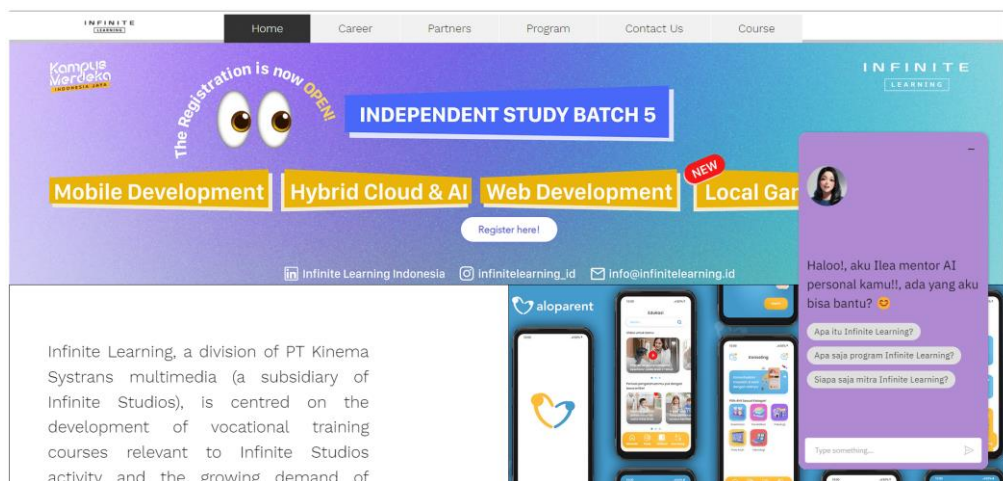 INFINITE
LEARNING
Home
Career
Partners
Program
Contact Us
Course
Kampus
Merdeka
INDONESIA JAYA
The Registration is now OPEN!
INFINITE
LEARNING
INDEPENDENT STUDY BATCH 5
NEW
Mobile Development
Hybrid Cloud & AI
Web Development
Local Gam
Register here!
Infinite Learning Indonesia
infinitelearning_id
info@infinitelearning.id
Infinite Learning, a division of PT Kinema
Systrans multimedia (a subsidiary of
Infinite Studios), is centred on the
development of vocational training
courses relevant to Infinite Studios
activity and the growing demand of
aloparent
Haloo!, aku Ilea mentor AI
personal kamu!!, ada yang aku
bisa bantu? 😊
Apa itu Infinite Learning?
Apa saja program Infinite Learning?
Siapa saja mitra Infinite Learning?
Type something...